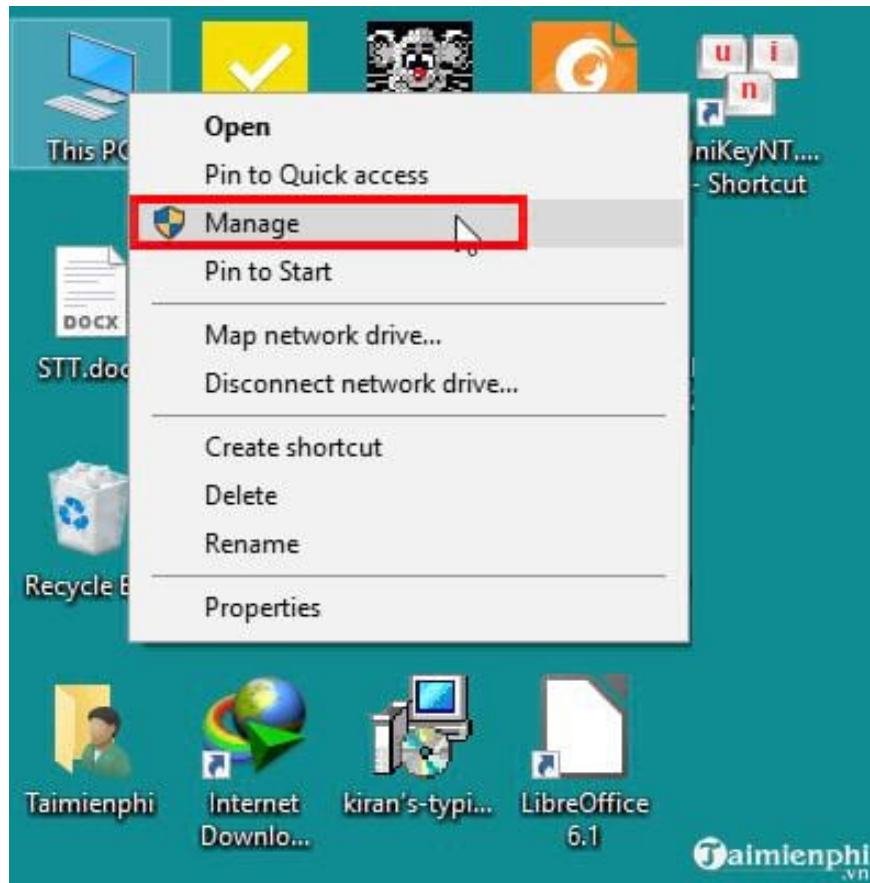 u i
n
This PC
Open
Pin to Quick access
Manage
Pin to Start
Map network drive...
Disconnect network drive...
Create shortcut
Delete
Rename
Properties
niKeyNT....
- Shortcut
DOCX
STT.doc
Recycle B
Taimienphi
Internet
Downlo...
kiran's-typi...
LibreOffice
6.1
Taimienphi
.vn